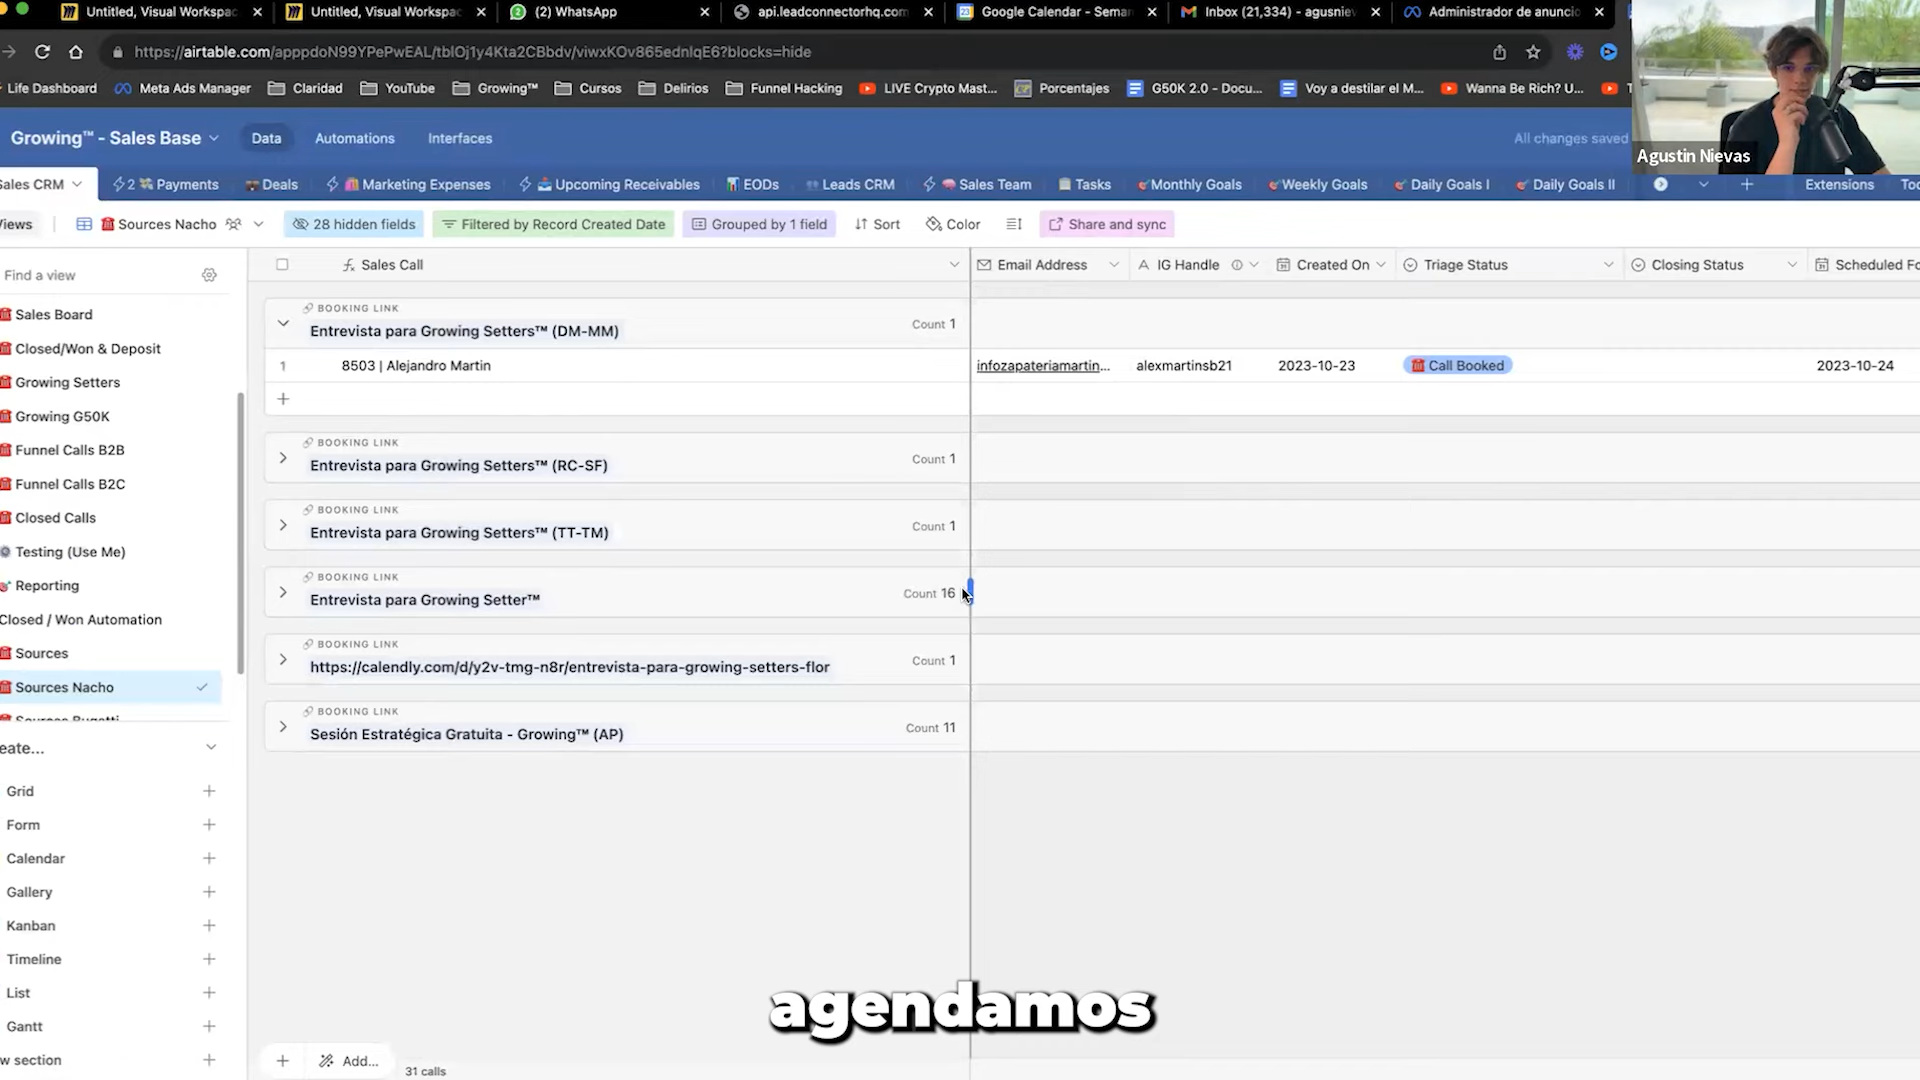 Untitled, Visual Workspac
Untitled, Visual Workspac
(2) WhatsApp
api.leadconnectorhq.com
Google Calendar - Seman
Inbox (21,334) - agusniev
Administrador de anuncio
https://airtable.com/apppdoN99YPePwEAL/tblOj1y4Kta2CBbdv/viwxKOv865ednlqE6?blocks=hide
Life Dashboard
Meta Ads Manager
Claridad
YouTube
Growing™
Cursos
Delirios
Funnel Hacking
LIVE Crypto Mast...
Porcentajes
G50K 2.0 - Docu...
Voy a destilar el M...
Wanna Be Rich? U...
Growing™ - Sales Base
Data
Automations
Interfaces
All changes saved
Agustin Nievas
Sales CRM
2 Payments
Deals
Marketing Expenses
Upcoming Receivables
EODs
Leads CRM
Sales Team
Tasks
Monthly Goals
Weekly Goals
Daily Goals I
Daily Goals II
Extensions
Too
Views
Sources Nacho
28 hidden fields
Filtered by Record Created Date
Grouped by 1 field
Sort
Color
Share and sync
Find a view
Sales Board
Closed/Won & Deposit
Growing Setters
Growing G50K
Funnel Calls B2B
Funnel Calls B2C
Closed Calls
Testing (Use Me)
Reporting
Closed / Won Automation
Sources
Sources Nacho
Sources Bugatti
eate...
Grid
Form
Calendar
Gallery
Kanban
Timeline
List
Gantt
w section
Sales Call
Email Address
IG Handle
Created On
Triage Status
Closing Status
Scheduled Fo
BOOKING LINK
Entrevista para Growing Setters™ (DM-MM)
Count 1
1
8503 | Alejandro Martin
infozapateriamartin...
alexmartinsb21
2023-10-23
Call Booked
2023-10-24
BOOKING LINK
Entrevista para Growing Setters™ (RC-SF)
Count 1
BOOKING LINK
Entrevista para Growing Setters™ (TT-TM)
Count 1
BOOKING LINK
Entrevista para Growing Setter™
Count 16
BOOKING LINK
https://calendly.com/d/y2v-tmg-n8r/entrevista-para-growing-setters-flor
Count 1
BOOKING LINK
Sesión Estratégica Gratuita - Growing™ (AP)
Count 11
agendamos
Add...
31 calls